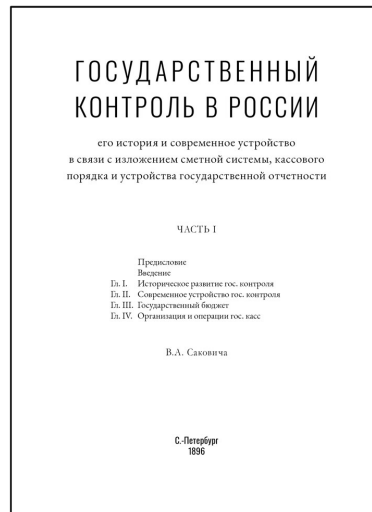 ГОСУДАРСТВЕННЫЙ
КОНТРОЛЬ В РОССИИ
его история и современное устройство
в связи с изложением сметной системы, кассового
порядка и устройства государственной отчетности
ЧАСТЬ I
Предисловие
Введение
Гл. I. Историческое развитие гос. контроля
Гл. II. Современное устройство гос. контроля
Гл. III. Государственный бюджет
Гл. IV. Организация и операции гос. касс
В.А. Саковича
С.-Петербург
1896